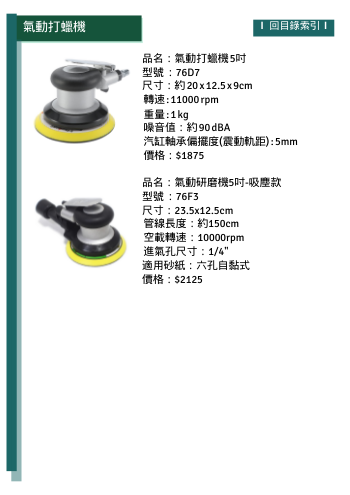 氣動打蠟機
回目錄索引
品名：氣動打蠟機5吋
型號：76D7
尺寸：約20x12.5x9cm
轉速:11000rpm
重量:1kg
噪音值：約90dBA
汽缸軸承偏擺度(震動軌距):5mm
價格：$1875
品名：氣動研磨機5吋-吸塵款
型號：76F3
尺寸：23.5x12.5cm
管線長度：約150cm
空載轉速：10000rpm
進氣孔尺寸：1/4"
適用砂紙：六孔自黏式
價格：$2125